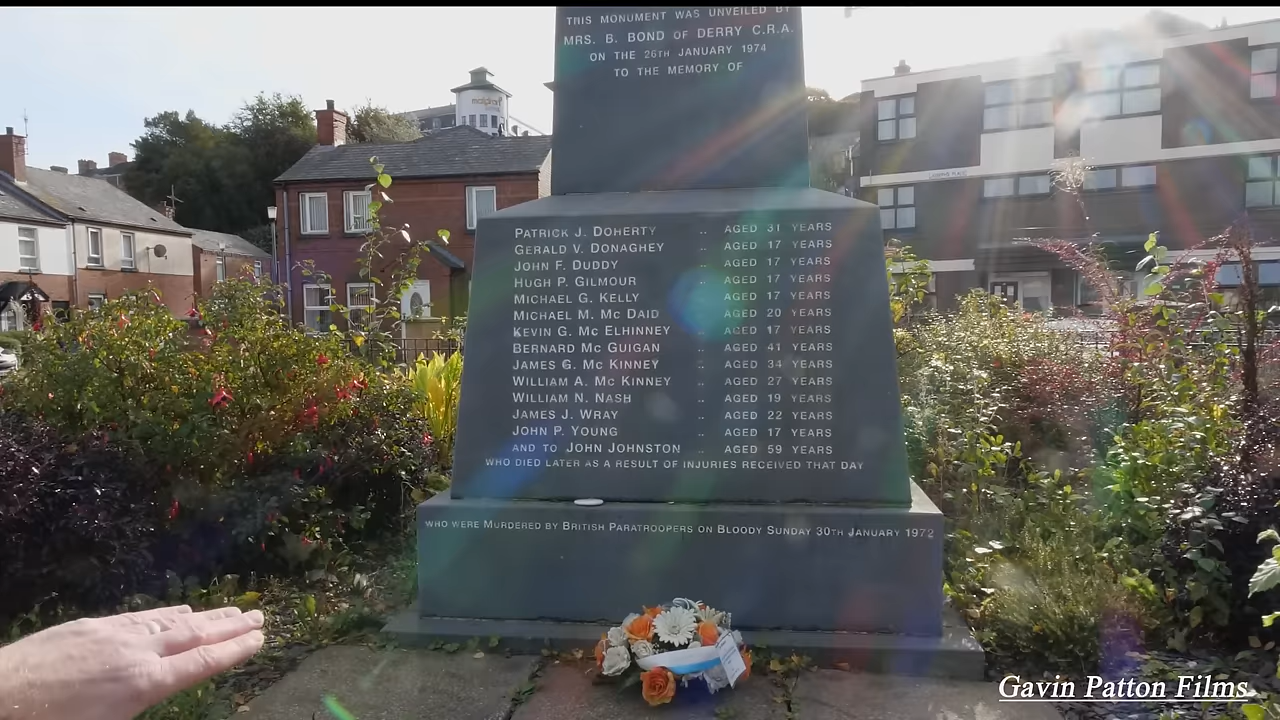 THIS MONUMENT WAS UNVEILED BY
MRS. B. BOND OF DERRY C.R.A.
ON THE 26TH JANUARY 1974
TO THE MEMORY OF
PATRICK J. DOHERTY .. AGED 31 YEARS
GERALD V. DONAGHEY .. AGED 17 YEARS
JOHN F. DUDDY .. AGED 17 YEARS
HUGH P. GILMOUR .. AGED 17 YEARS
MICHAEL G. KELLY .. AGED 17 YEARS
MICHAEL M. MC DAID .. AGED 20 YEARS
KEVIN G. MC ELHINNEY .. AGED 17 YEARS
BERNARD MC GUIGAN .. AGED 41 YEARS
JAMES G. MC KINNEY .. AGED 34 YEARS
WILLIAM A. MC KINNEY .. AGED 27 YEARS
WILLIAM N. NASH .. AGED 19 YEARS
JAMES J. WRAY .. AGED 22 YEARS
JOHN P. YOUNG .. AGED 17 YEARS
AND TO JOHN JOHNSTON .. AGED 59 YEARS
WHO DIED LATER AS A RESULT OF INJURIES RECEIVED THAT DAY
WHO WERE MURDERED BY BRITISH PARATROOPERS ON BLOODY SUNDAY 30TH JANUARY 1972
Gavin Patton Films